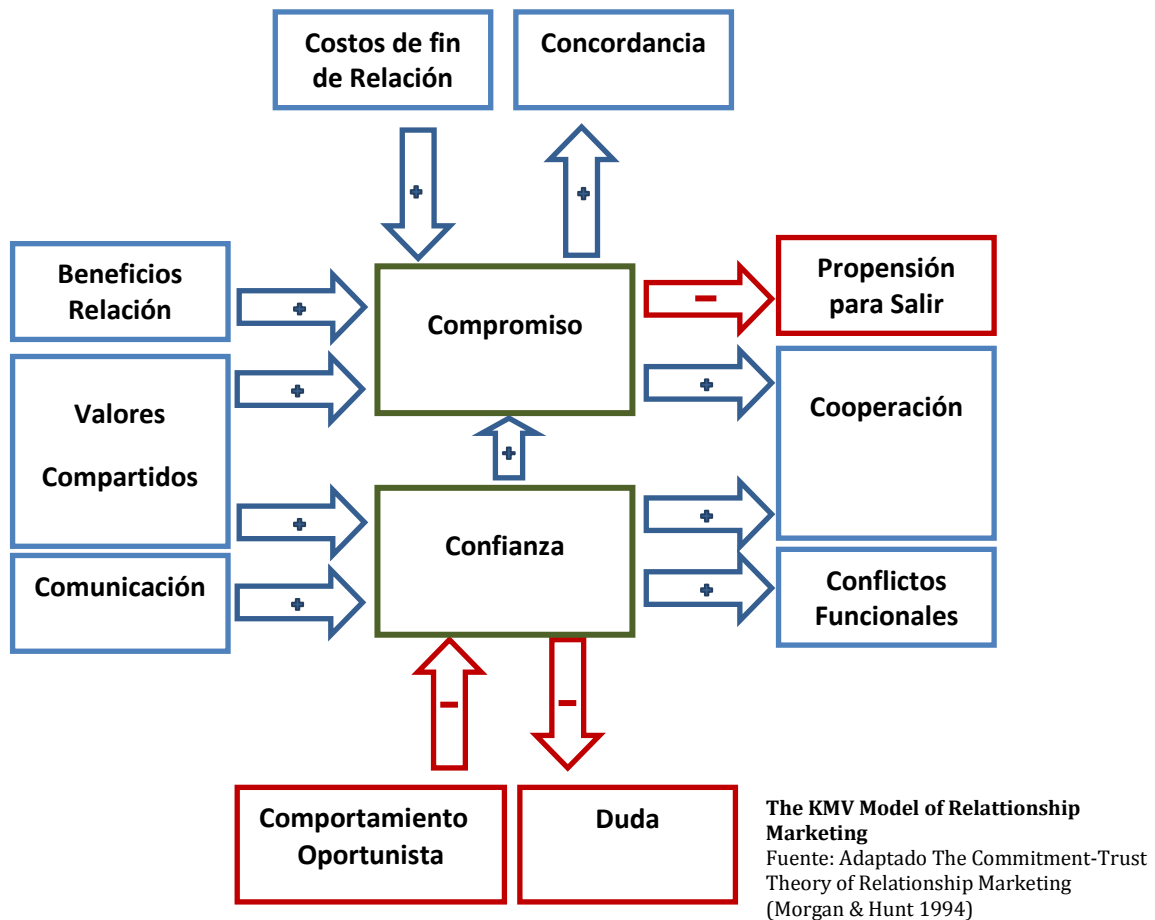 Costos de fin
de Relación
Concordancia
+
+
Beneficios
Relación
+
Compromiso
−
Propensión
para Salir
Valores
Compartidos
+
+
Cooperación
+
+
Confianza
+
Comunicación
+
+
Conflictos
Funcionales
−
−
Comportamiento
Oportunista
Duda
The KMV Model of Relattionship
Marketing
Fuente: Adaptado The Commitment-Trust
Theory of Relationship Marketing
(Morgan & Hunt 1994)